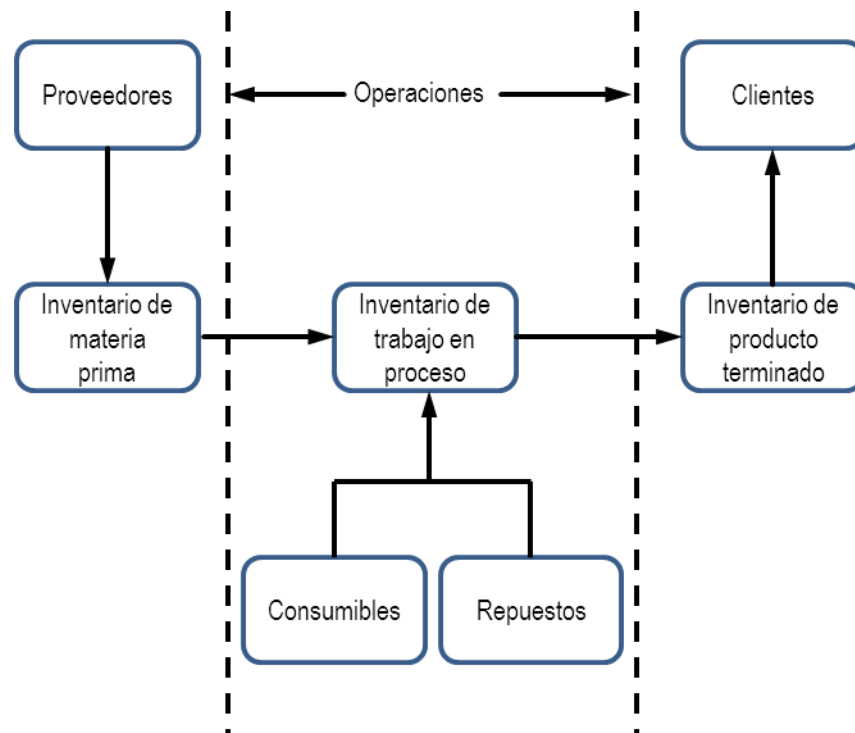 Proveedores
Operaciones
Clientes
Inventario de
materia
prima
Inventario de
trabajo en
proceso
Inventario de
producto
terminado
Consumibles
Repuestos